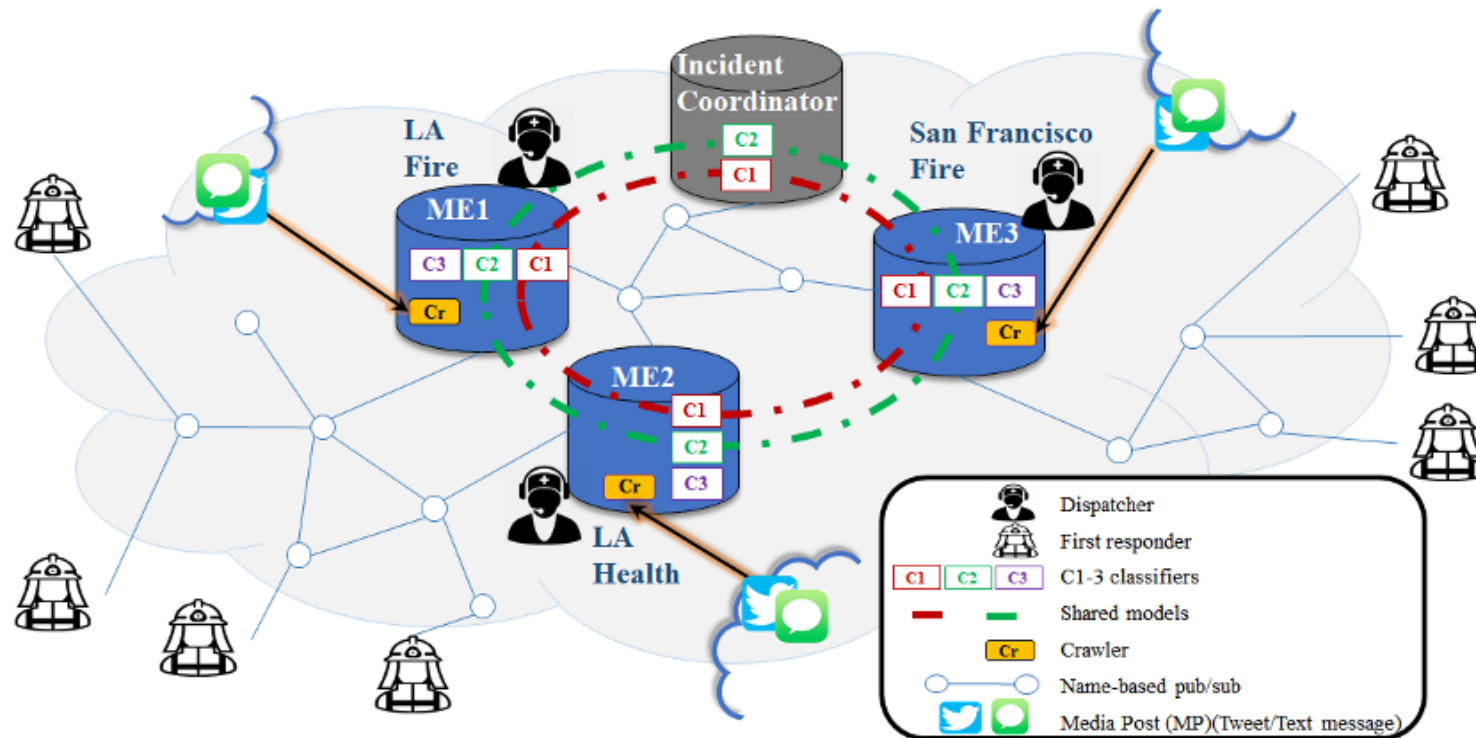 Incident
Coordinator
C2
C1
LA
Fire
San Francisco
Fire
ME1
C3 C2 C1
Cr
ME3
C1 C2 C3
Cr
ME2
C1
C2
C3
Cr
LA
Health
Dispatcher
First responder
C1 C2 C3 C1-3 classifiers
Shared models
Cr Crawler
Name-based pub/sub
Media Post (MP)(Tweet/Text message)